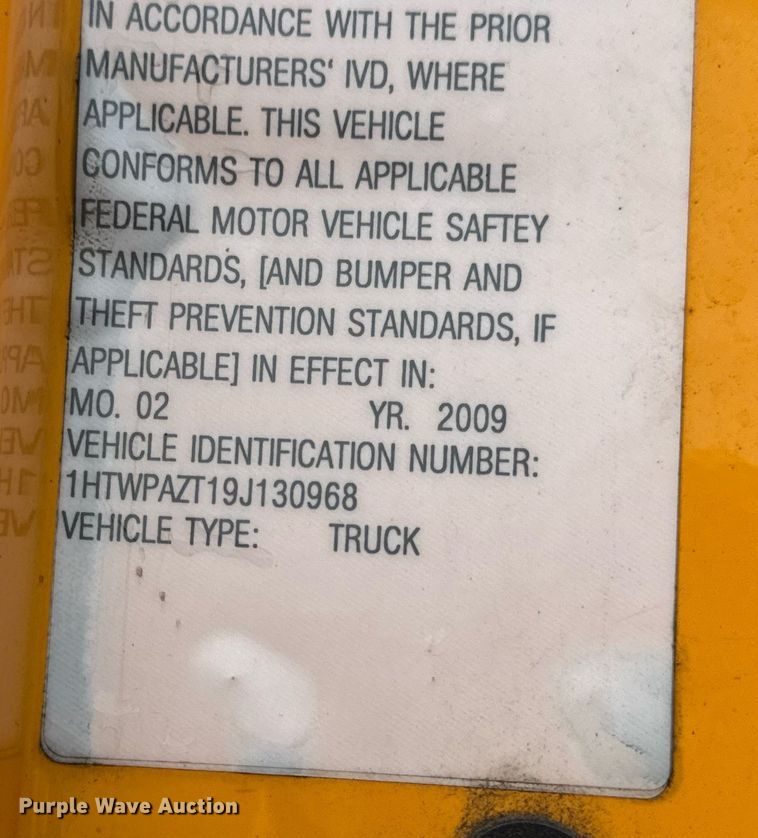 IN ACCORDANCE WITH THE PRIOR
MANUFACTURERS' IVD, WHERE
APPLICABLE. THIS VEHICLE
CONFORMS TO ALL APPLICABLE
FEDERAL MOTOR VEHICLE SAFTEY
STANDARDS, [AND BUMPER AND
THEFT PREVENTION STANDARDS, IF
APPLICABLE] IN EFFECT IN:
MO. 02 YR. 2009
VEHICLE IDENTIFICATION NUMBER:
1HTWPAZT19J130968
VEHICLE TYPE: TRUCK
Purple Wave Auction